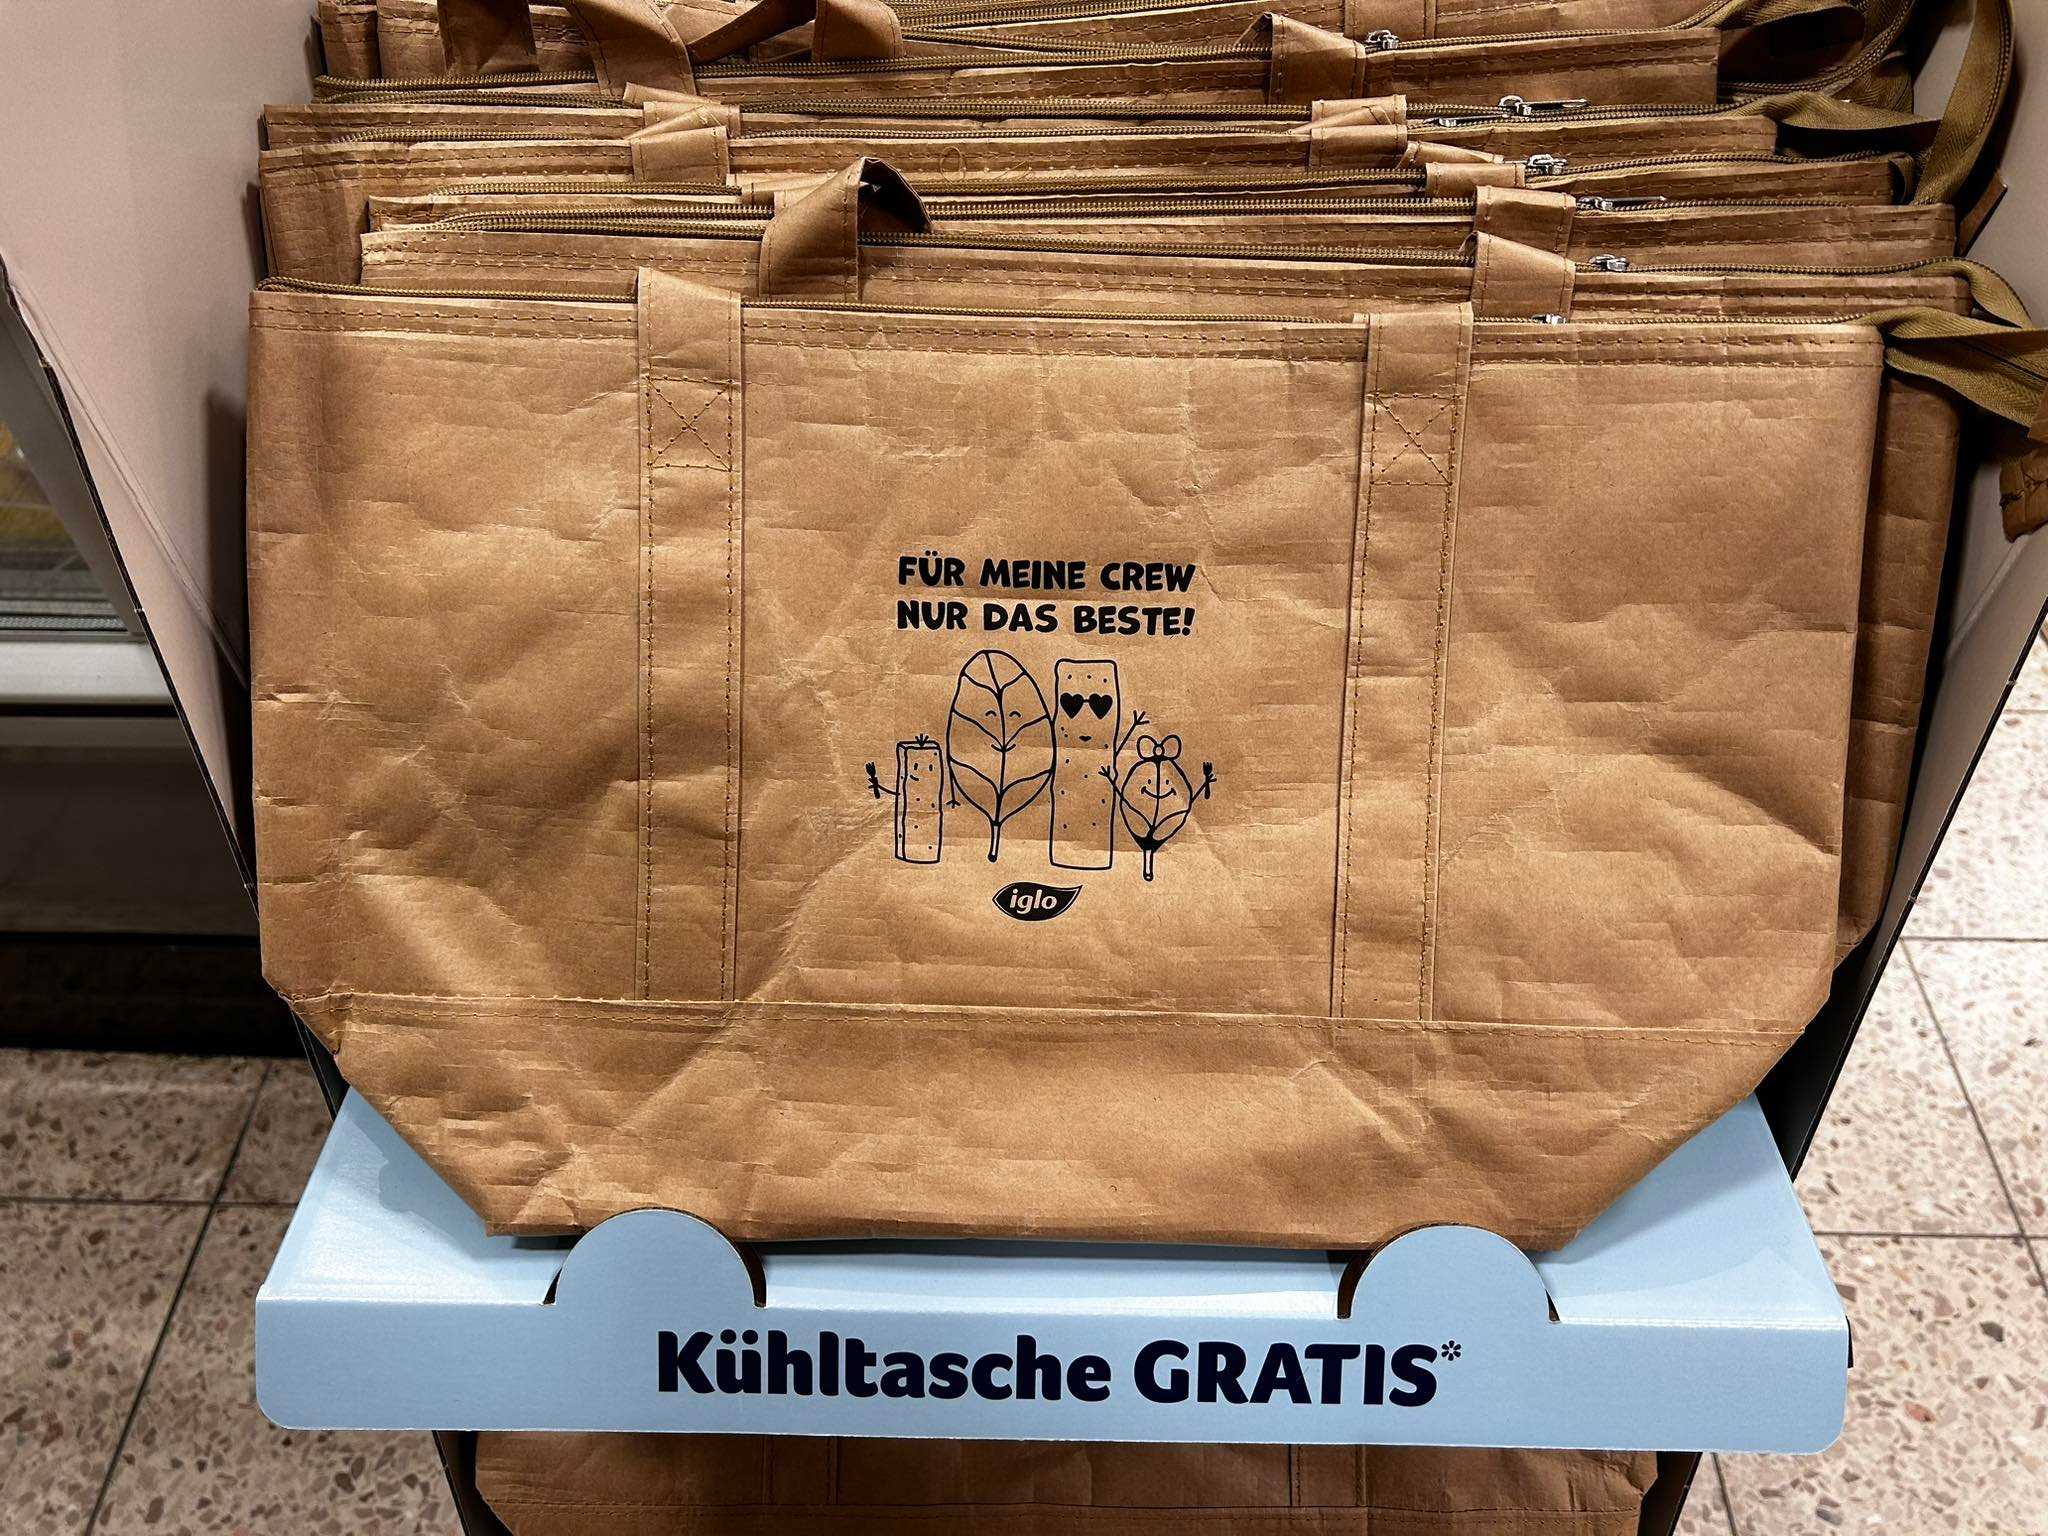 FÜR MEINE CREW
NUR DAS BESTE!
iglo
Kühltasche GRATIS*